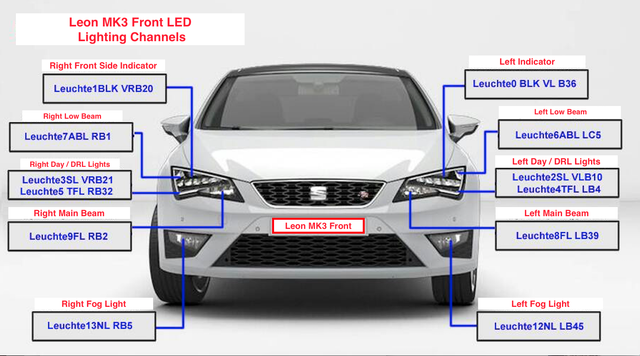 Leon MK3 Front LED
Lighting Channels
Right Front Side Indicator
Leuchte1BLK VRB20
Right Low Beam
Leuchte7ABL RB1
Right Day / DRL Lights
Leuchte3SL VRB21
Leuchte5 TFL RB32
Right Main Beam
Leuchte9FL RB2
Right Fog Light
Leuchte13NL RB5
Leon MK3 Front
Left Indicator
Leuchte0 BLK VL B36
Left Low Beam
Leuchte6ABL LC5
Left Day / DRL Lights
Leuchte2SL VLB10
Leuchte4TFL LB4
Left Main Beam
Leuchte8FL LB39
Left Fog Light
Leuchte12NL LB45